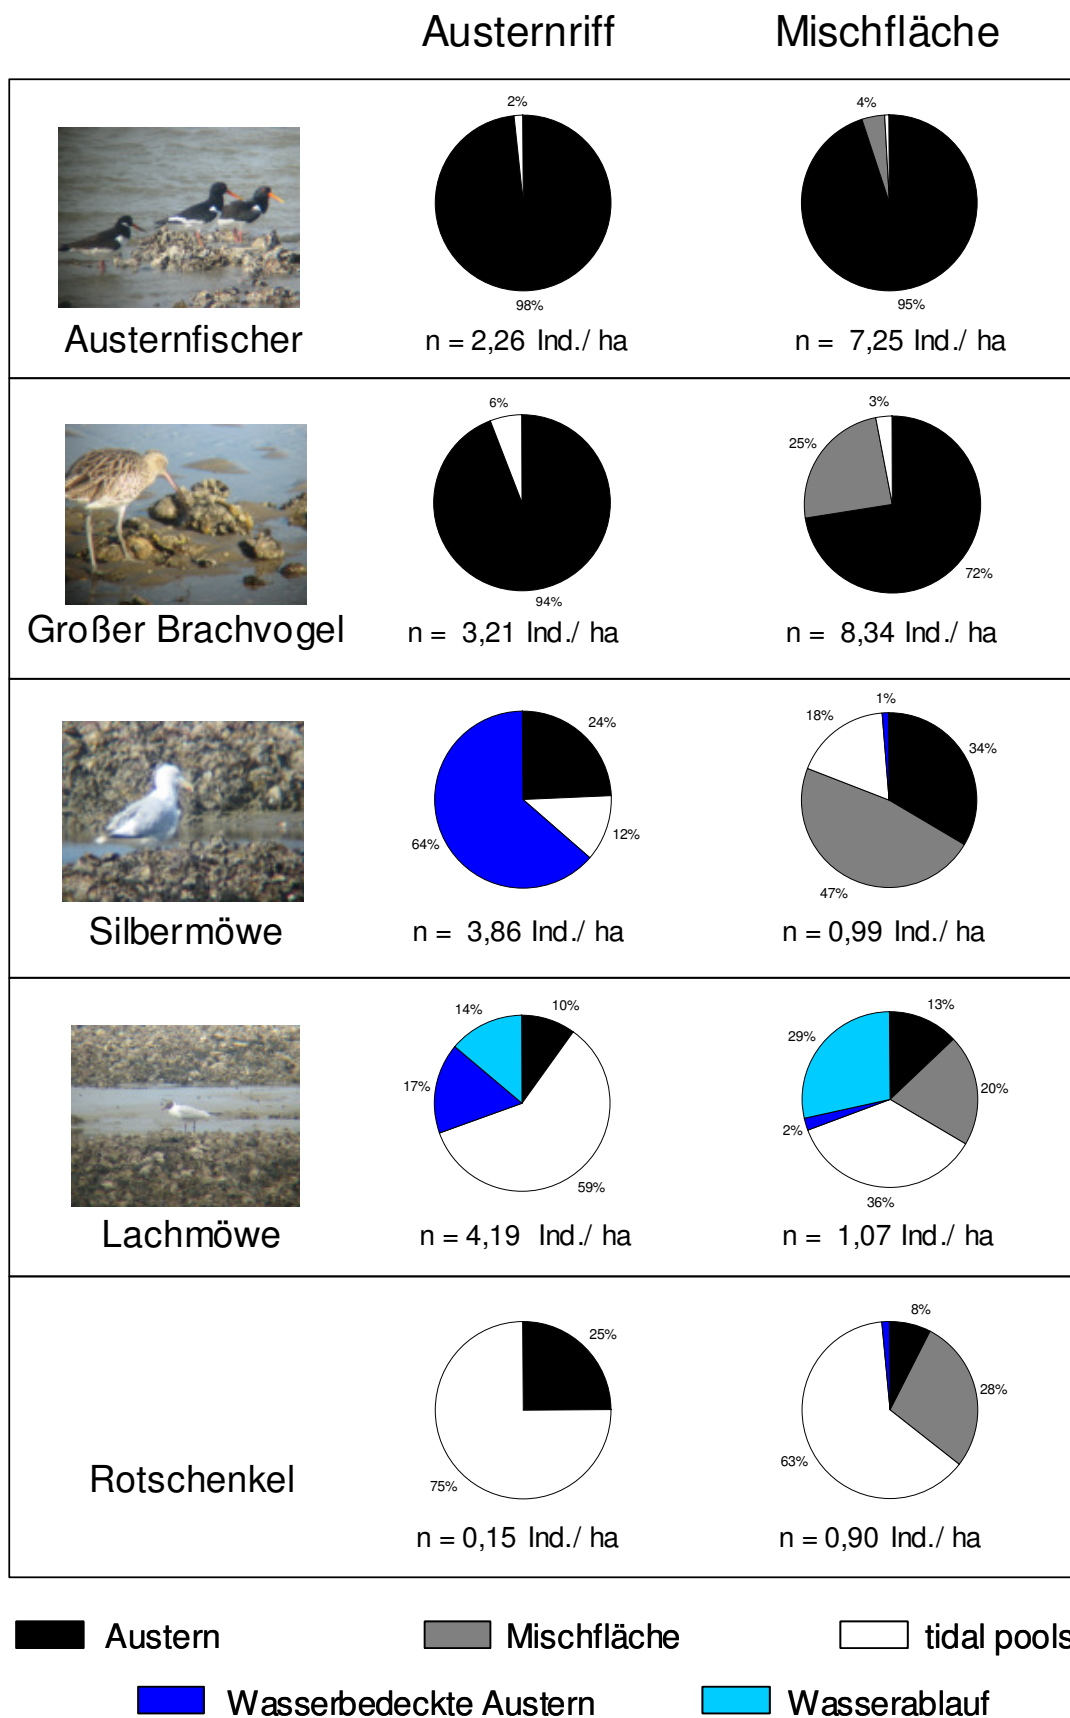 Austernriff Mischfläche
2% 4%
98% 95%
Austernfischer n = 2,26 Ind./ ha n = 7,25 Ind./ ha
6% 3%
25%
72%
94%
Großer Brachvogel n = 3,21 Ind./ ha n = 8,34 Ind./ ha
24% 18% 1% 34%
64% 12%
47%
Silbermöwe n = 3,86 Ind./ ha n = 0,99 Ind./ ha
14% 10% 13%
29%
17% 20%
2%
59% 36%
Lachmöwe n = 4,19 Ind./ ha n = 1,07 Ind./ ha
8%
25%
28%
63%
75%
Rotschenkel
n = 0,15 Ind./ ha n = 0,90 Ind./ ha
Austern Mischfläche tidal pools
Wasserbedeckte Austern Wasserablauf